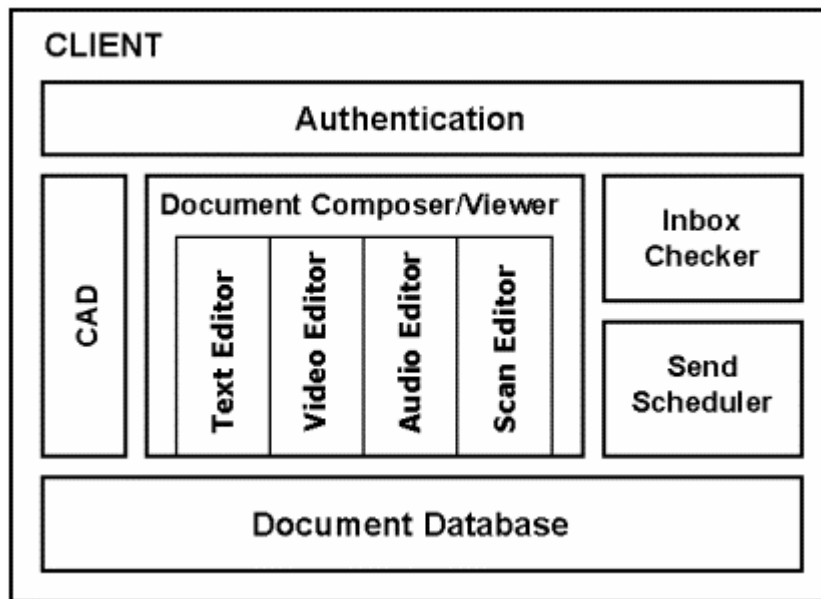 CLIENT
Authentication
CAD
Document Composer/Viewer
Text Editor
Video Editor
Audio Editor
Scan Editor
Inbox
Checker
Send
Scheduler
Document Database